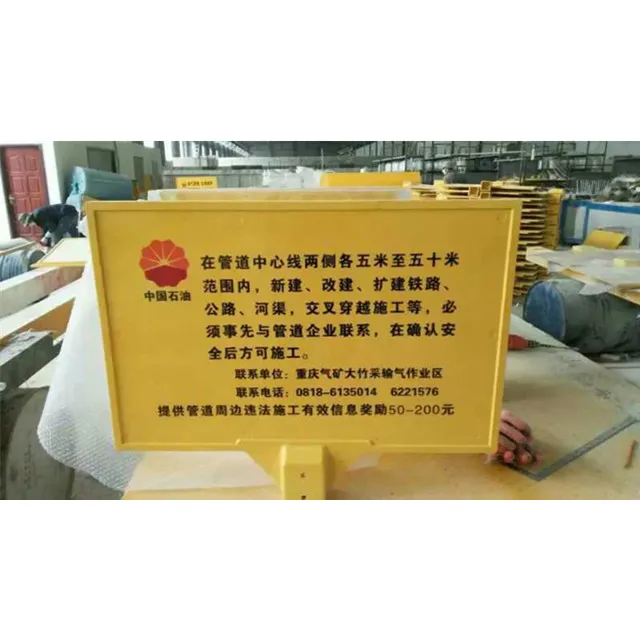 在管道中心线两侧各五米至五十米
范围内，新建、改建、扩建铁路、
中国石油
公路、河渠，交叉穿越施工等，必
须事先与管道企业联系，在确认安
全后方可施工。
联系单位：重庆气矿大竹采输气作业区
联系电话：0818-6135014 6221576
提供管道周边违法施工有效信息奖励50-200元